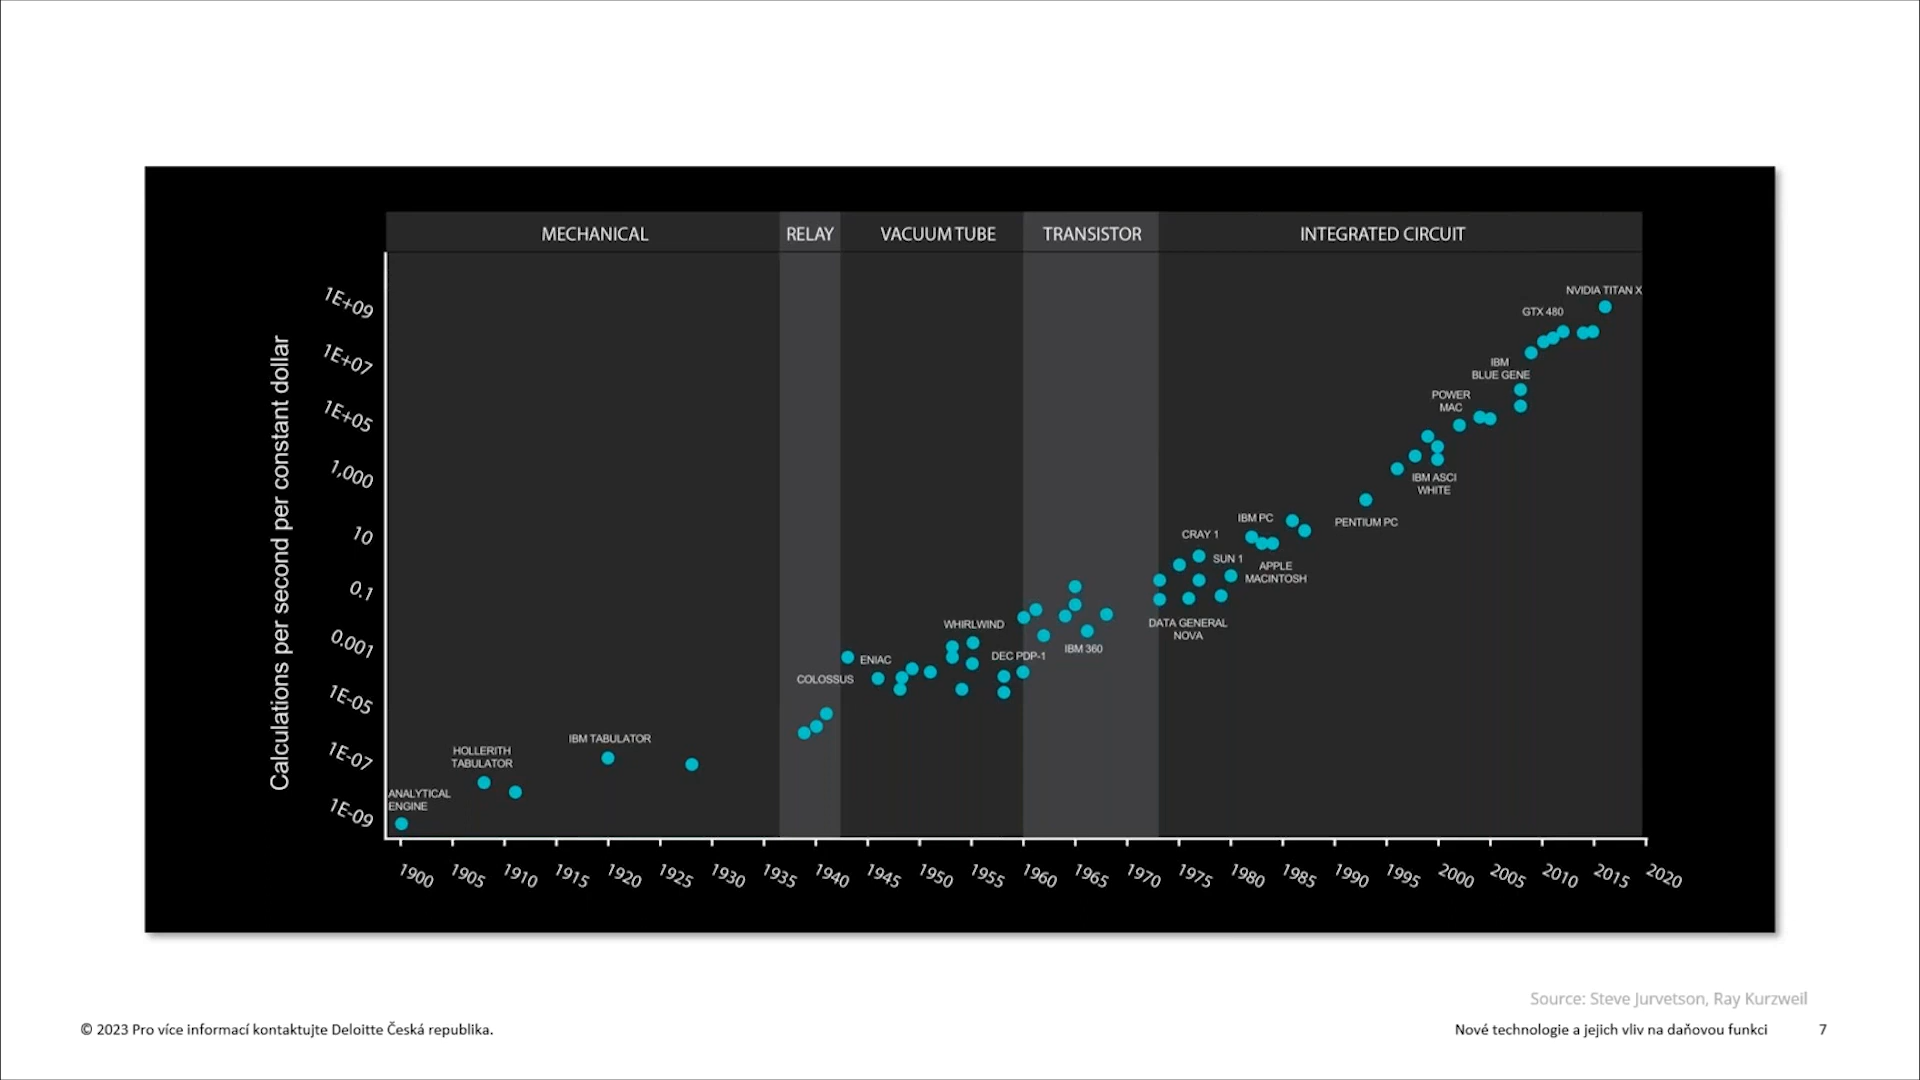 MECHANICAL
RELAY
VACUUM TUBE
TRANSISTOR
INTEGRATED CIRCUIT
Calculations per second per constant dollar
1E+09
1E+07
1E+05
1,000
10
0.1
0.001
1E-05
1E-07
1E-09
ANALYTICAL
ENGINE
HOLLERITH
TABULATOR
IBM TABULATOR
COLOSSUS
ENIAC
WHIRLWIND
DEC PDP-1
IBM 360
DATA GENERAL
NOVA
CRAY 1
SUN 1
IBM PC
APPLE
MACINTOSH
PENTIUM PC
IBM ASCI
WHITE
POWER
MAC
IBM
BLUE GENE
GTX 480
NVIDIA TITAN X
1900
1905
1910
1915
1920
1925
1930
1935
1940
1945
1950
1955
1960
1965
1970
1975
1980
1985
1990
1995
2000
2005
2010
2015
2020
Source: Steve Jurvetson, Ray Kurzweil
© 2023 Pro více informací kontaktujte Deloitte Česká republika.
Nové technologie a jejich vliv na daňovou funkci
7